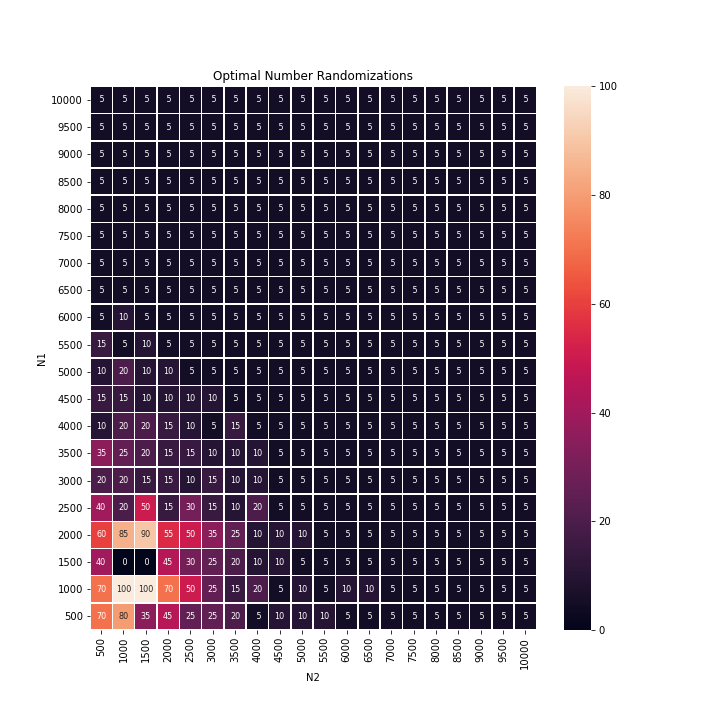 Optimal Number Randomizations
10000 5 5 5 5 5 5 5 5 5 5 5 5 5 5 5 5 5 5 5 5
9500 5 5 5 5 5 5 5 5 5 5 5 5 5 5 5 5 5 5 5 5
9000 5 5 5 5 5 5 5 5 5 5 5 5 5 5 5 5 5 5 5 5
8500 5 5 5 5 5 5 5 5 5 5 5 5 5 5 5 5 5 5 5 5
8000 5 5 5 5 5 5 5 5 5 5 5 5 5 5 5 5 5 5 5 5
7500 5 5 5 5 5 5 5 5 5 5 5 5 5 5 5 5 5 5 5 5
7000 5 5 5 5 5 5 5 5 5 5 5 5 5 5 5 5 5 5 5 5
6500 5 5 5 5 5 5 5 5 5 5 5 5 5 5 5 5 5 5 5 5
6000 5 10 5 5 5 5 5 5 5 5 5 5 5 5 5 5 5 5 5 5
5500 15 5 10 5 5 5 5 5 5 5 5 5 5 5 5 5 5 5 5 5
5000 10 20 10 10 5 5 5 5 5 5 5 5 5 5 5 5 5 5 5 5
4500 15 15 10 10 10 10 5 5 5 5 5 5 5 5 5 5 5 5 5 5
4000 10 20 20 15 10 5 15 5 5 5 5 5 5 5 5 5 5 5 5 5
3500 35 25 20 15 15 10 10 10 5 5 5 5 5 5 5 5 5 5 5 5
3000 20 20 15 15 10 15 10 10 5 5 5 5 5 5 5 5 5 5 5 5
2500 40 20 50 15 30 15 10 20 5 5 5 5 5 5 5 5 5 5 5 5
2000 60 85 90 55 50 35 25 10 10 10 5 5 5 5 5 5 5 5 5 5
1500 40 0 0 45 30 25 20 10 10 5 5 5 5 5 5 5 5 5 5 5
1000 70 100 100 70 50 25 15 20 5 10 5 10 10 5 5 5 5 5 5 5
500 70 80 35 45 25 25 20 5 10 10 10 5 5 5 5 5 5 5 5 5
500 1000 1500 2000 2500 3000 3500 4000 4500 5000 5500 6000 6500 7000 7500 8000 8500 9000 9500 10000
N1
N2
100
80
60
40
20
0